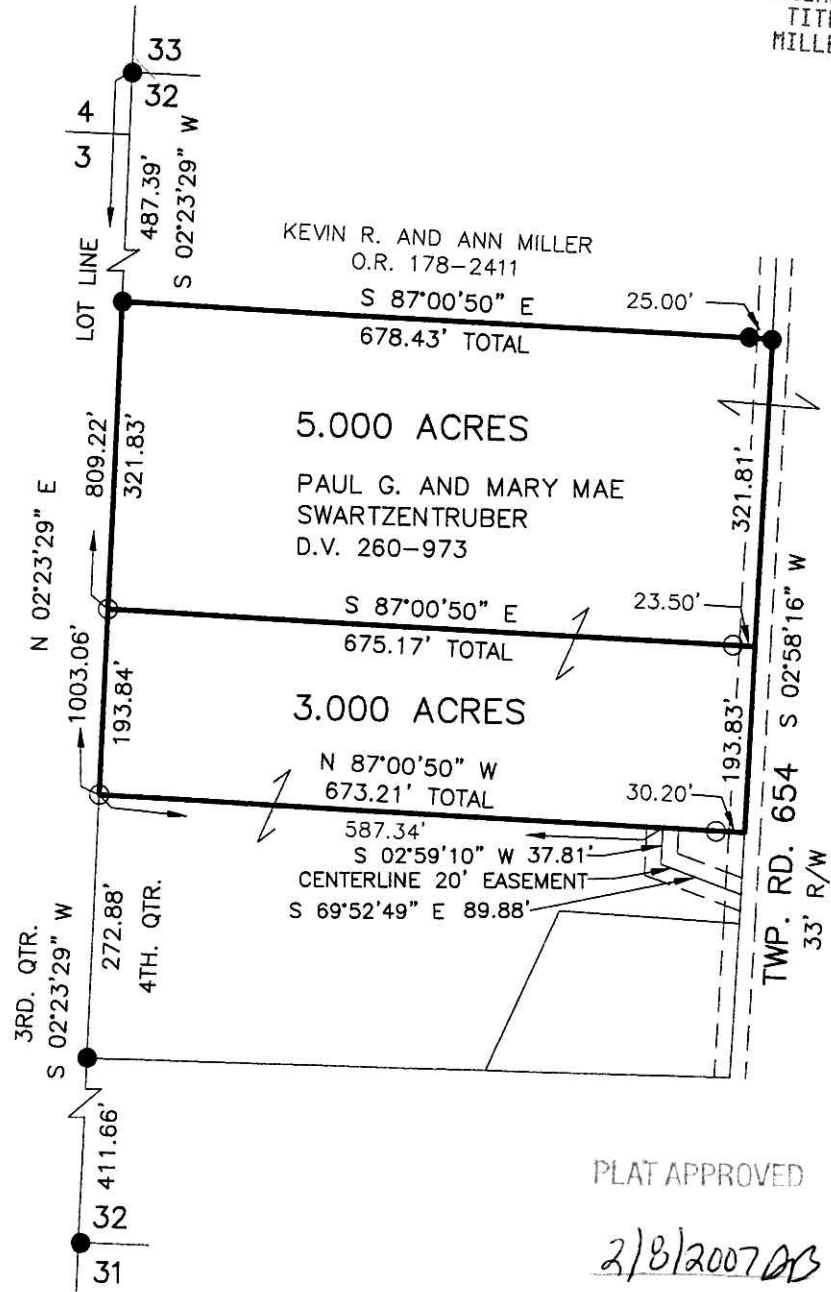 33
32
4
3
487.39'
S 02°23'29" W
LOT LINE
KEVIN R. AND ANN MILLER
O.R. 178-2411
S 87°00'50" E
678.43' TOTAL
25.00'
5.000 ACRES
PAUL G. AND MARY MAE
SWARTZENTRUBER
D.V. 260-973
N 02°23'29" E
809.22'
321.83'
321.81'
S 87°00'50" E
675.17' TOTAL
23.50'
1003.06'
193.84'
3.000 ACRES
N 87°00'50" W
673.21' TOTAL
193.83'
30.20'
S 02°58'16" W
TWP. RD. 654
33' R/W
587.34'
S 02°59'10" W 37.81'
CENTERLINE 20' EASEMENT
S 69°52'49" E 89.88'
3RD. QTR.
S 02°23'29" W
272.88'
4TH. QTR.
411.66'
32
31
PLAT APPROVED
2/8/2007